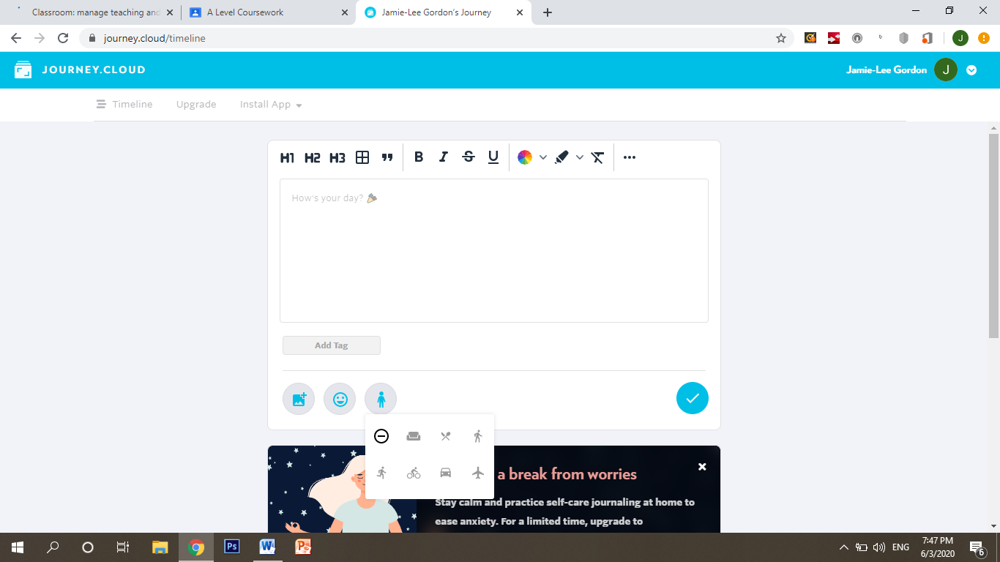 Classroom: manage teaching and
A Level Coursework
Jamie-Lee Gordon's Journey
journey.cloud/timeline
J
JOURNEY.CLOUD
Jamie-Lee Gordon
J
Timeline
Upgrade
Install App
H1 H2 H3
B I S U
How's your day?
Add Tag
a break from worries
Stay calm and practice self-care journaling at home to
ease anxiety. For a limited time, upgrade to
Ps
W
P
ENG
7:47 PM
6/3/2020
6